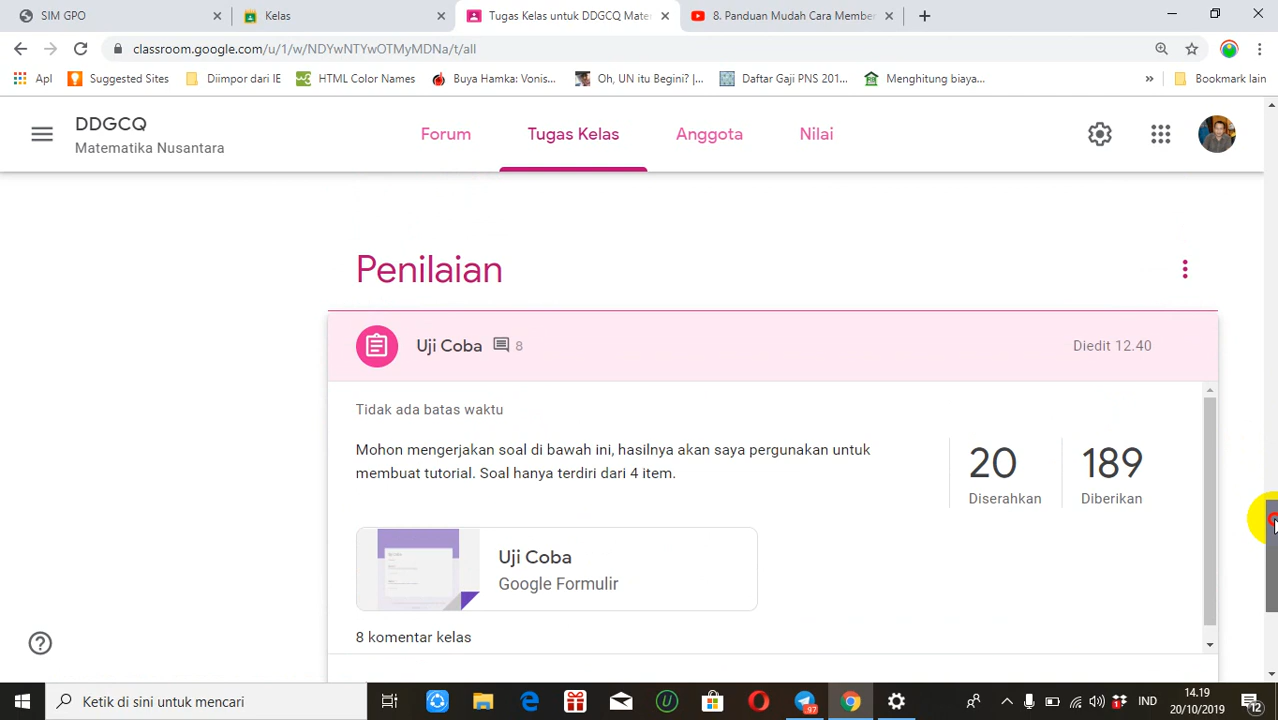 SIM GPO
Kelas
Tugas Kelas untuk DDGCQ Mate
8. Panduan Mudah Cara Member
classroom.google.com/u/1/w/NDYwNTYwOTMyMDNa/t/all
Apl
Suggested Sites
Diimpor dari IE
HTML Color Names
Buya Hamka: Vonis...
Oh, UN itu Begini? |...
Daftar Gaji PNS 201...
Menghitung biaya...
»
Bookmark lain
DDGCQ
Matematika Nusantara
Forum
Tugas Kelas
Anggota
Nilai
Penilaian
Uji Coba
8
Diedit 12.40
Tidak ada batas waktu
Mohon mengerjakan soal di bawah ini, hasilnya akan saya pergunakan untuk
membuat tutorial. Soal hanya terdiri dari 4 item.
20
Diserahkan
189
Diberikan
Uji Coba
Google Formulir
8 komentar kelas
Ketik di sini untuk mencari
97
IND
14.19
20/10/2019
12